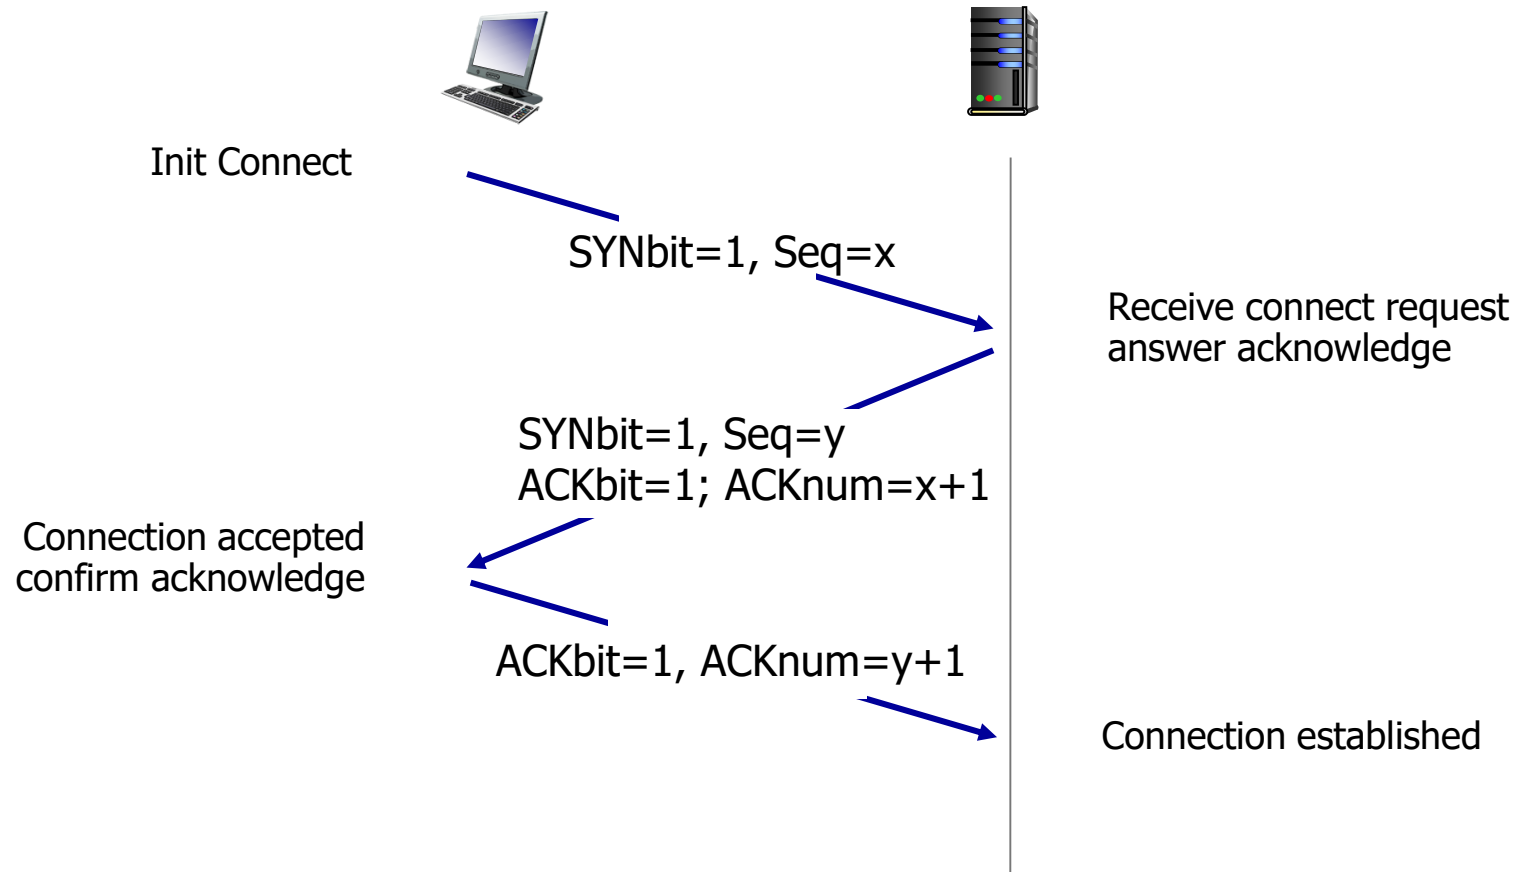 Init Connect
SYNbit=1, Seq=x
Receive connect request
answer acknowledge
SYNbit=1, Seq=y
ACKbit=1; ACKnum=x+1
Connection accepted
confirm acknowledge
ACKbit=1, ACKnum=y+1
Connection established